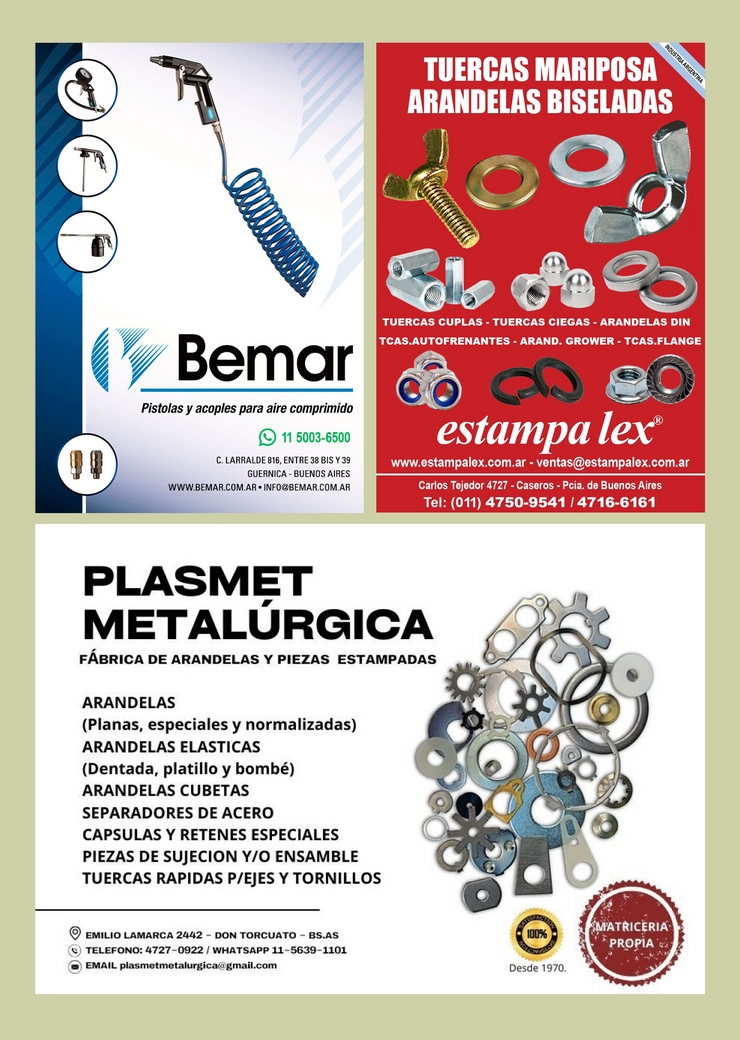 Bemar
Pistolas y acoples para aire comprimido
11 5003-6500
C. LARRALDE 816, ENTRE 38 BIS Y 39
GUERNICA - BUENOS AIRES
WWW.BEMAR.COM.AR • INFO@BEMAR.COM.AR
INDUSTRIA ARGENTINA
TUERCAS MARIPOSA
ARANDELAS BISELADAS
TUERCAS CUPLAS - TUERCAS CIEGAS - ARANDELAS DIN
TCAS.AUTOFRENANTES - ARAND. GROWER - TCAS.FLANGE
estampa lex®
www.estampalex.com.ar - ventas@estampalex.com.ar
Carlos Tejedor 4727 - Caseros - Pcia. de Buenos Aires
Tel: (011) 4750-9541 / 4716-6161
PLASMET
METALÚRGICA
FÁBRICA DE ARANDELAS Y PIEZAS ESTAMPADAS
ARANDELAS
(Planas, especiales y normalizadas)
ARANDELAS ELASTICAS
(Dentada, platillo y bombé)
ARANDELAS CUBETAS
SEPARADORES DE ACERO
CAPSULAS Y RETENES ESPECIALES
PIEZAS DE SUJECION Y/O ENSAMBLE
TUERCAS RAPIDAS P/EJES Y TORNILLOS
EMILIO LAMARCA 2442 - DON TORCUATO - BS.AS
TELEFONO: 4727-0922 / WHATSAPP 11-5639-1101
EMAIL plasmetmetalurgica@gmail.com
100%
Desde 1970.
MATRICERIA
PROPIA